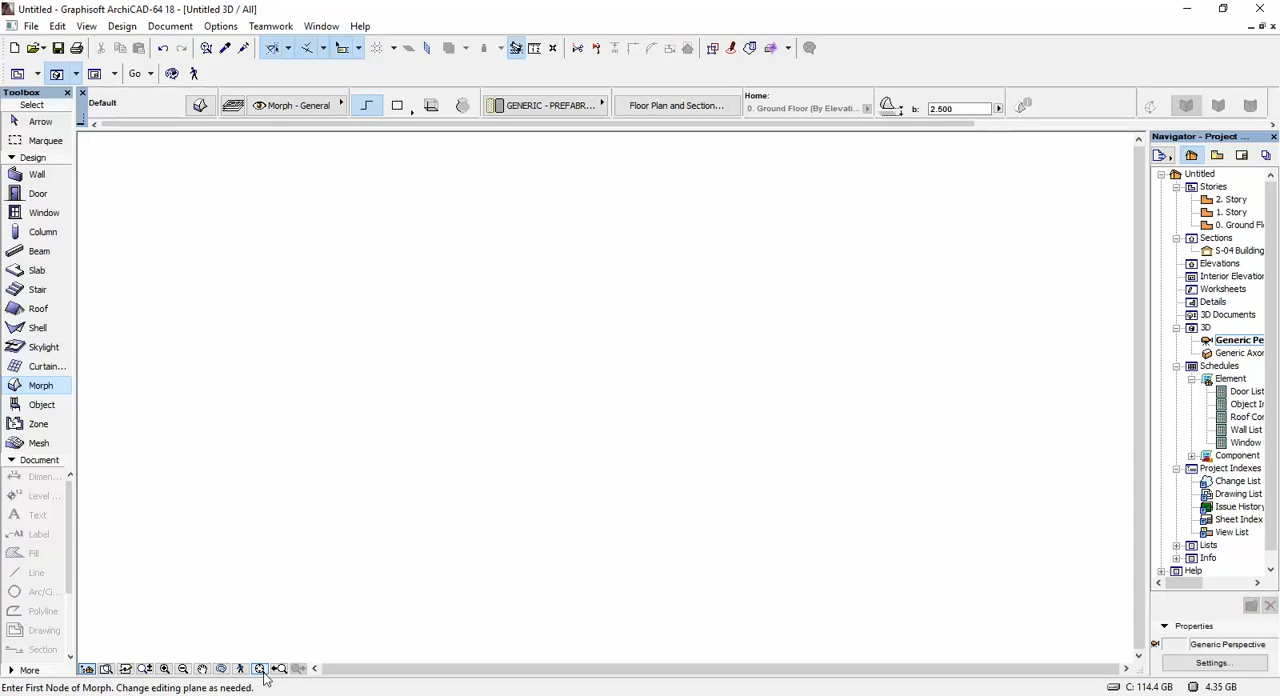 Untitled - Graphisoft ArchiCAD-64 18 - [Untitled 3D / All]
File Edit View Design Document Options Teamwork Window Help
Go
Toolbox
Select
Arrow
Marquee
Design
Wall
Door
Window
Column
Beam
Slab
Stair
Roof
Shell
Skylight
Curtain...
Morph
Object
Zone
Mesh
Document
Dimen...
Level ...
Text
Label
Fill
Line
Arc/Ci...
Polyline
Drawing
Section
More
Default
Morph - General
GENERIC - PREFABR...
Floor Plan and Section...
Home:
0. Ground Floor (By Elevati...
b: 2.500
Navigator - Project ...
Untitled
Stories
2. Story
1. Story
0. Ground Fl
Sections
S-04 Building
Elevations
Interior Elevation
Worksheets
Details
3D Documents
3D
Generic Pe
Generic Axon
Schedules
Element
Door List
Object In
Roof Co
Wall List
Window
Component
Project Indexes
Change List
Drawing List
Issue History
Sheet Index
View List
Lists
Info
Help
Properties
Generic Perspective
Settings...
Enter First Node of Morph. Change editing plane as needed.
C: 114.4 GB 4.35 GB